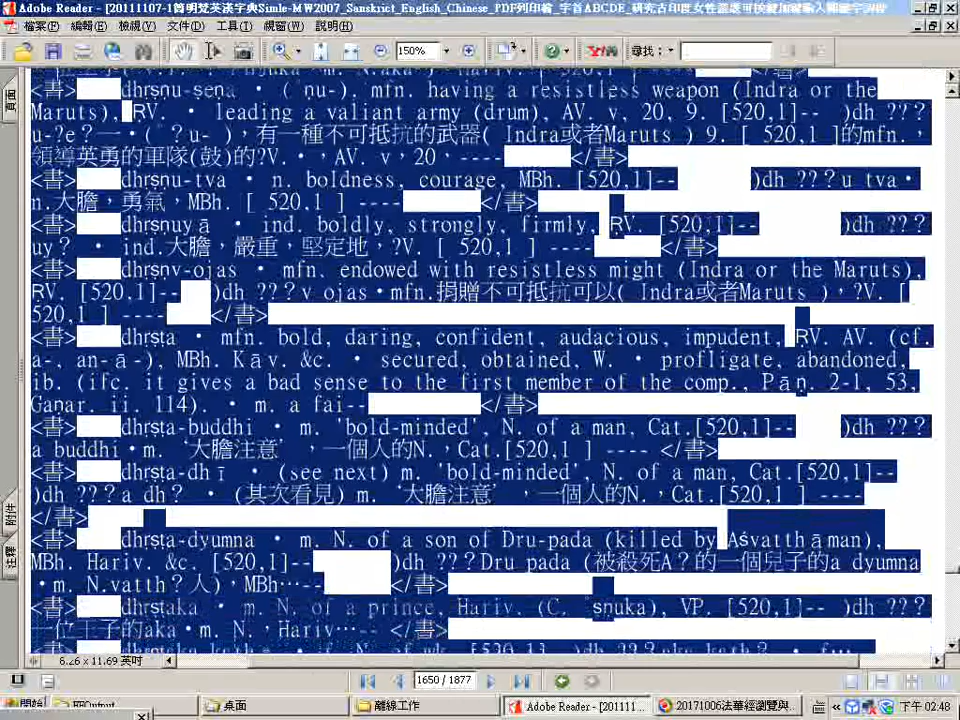 Adobe Reader - [20111107-1簡明梵英漢字典Simle-MW2007_Sanskrict_English_Chinese_PDF列印檔_字首ABCDE_研究古印度女性
檔案(F) 編輯(E) 檢視(V) 文件(D) 工具(T) 視窗(W) 說明(H)
150% 尋找：
頁面
附件
註釋
<書> dhṛṣṇu-ṣeṇa • ( ṇu-). mfn. having a resistless weapon (Indra or the
Maruts), RV. • leading a valiant army (drum), AV. v, 20, 9. [520,1]-- )dh ???
u-?e？一•(？u- )，有一種不可抵抗的武器( Indra或者Maruts ) 9. [ 520,1 ]的mfn.，
領導英勇的軍隊(鼓)的?V.•，AV. v，20，---- </書>
<書> dhṛṣṇu-tva • n. boldness, courage, MBh. [520,1]-- )dh ???u tva•
n.大膽，勇氣，MBh. [ 520.1 ] ---- </書>
<書> dhṛṣṇuyā • ind. boldly, strongly, firmly, RV. [520,1]-- )dh ???
uy？ • ind.大膽，嚴重，堅定地，?V. [ 520,1 ] ---- </書>
<書> dhṛṣṇv-ojas • mfn. endowed with resistless might (Indra or the Maruts),
RV. [520,1]-- )dh ???v ojas•mfn.捐贈不可抵抗可以( Indra或者Maruts )，?V. [
520,1 ] ---- </書>
<書> dhṛṣṭa • mfn. bold, daring, confident, audacious, impudent, RV. AV. (cf.
a-, an-ā-), MBh. Kāv. &c. • secured, obtained, W. • profligate, abandoned,
ib. (ifc. it gives a bad sense to the first member of the comp., Pāṇ. 2-1, 53,
Gaṇar. ii. 114). • m. a fai-- </書>
<書> dhṛṣṭa-buddhi • m. 'bold-minded', N. of a man, Cat.[520,1]-- )dh ???
a buddhi•m. ‘大膽注意’，一個人的N.，Cat.[520,1 ] ---- </書>
<書> dhṛṣṭa-dhī • (see next) m. 'bold-minded', N. of a man, Cat.[520,1]--
)dh ???a dh？ • (其次看見) m. ‘大膽注意’，一個人的N.，Cat.[520,1 ] ----
</書>
<書> dhṛṣṭa-dyumna • m. N. of a son of Dru-pada (killed by Aśvatthāman),
MBh. Hariv. &c. [520,1]-- )dh ???Dru pada (被殺死A？的一個兒子的a dyumna
•m. N.vatth？人)，MBh…-- </書>
<書> dhṛṣṭaka • m. N. of a prince, Hariv. (C. ṣṇuka), VP. [520,1]-- )dh ???
一位王子的aka•m. N.，Hariv…-- </書>
6.26 x 11.69 英吋
1650 / 1877
開始 FFOutput 桌面 離線工作 Adobe Reader - [201111... 20171006法華經瀏覽與... 下午 02:48